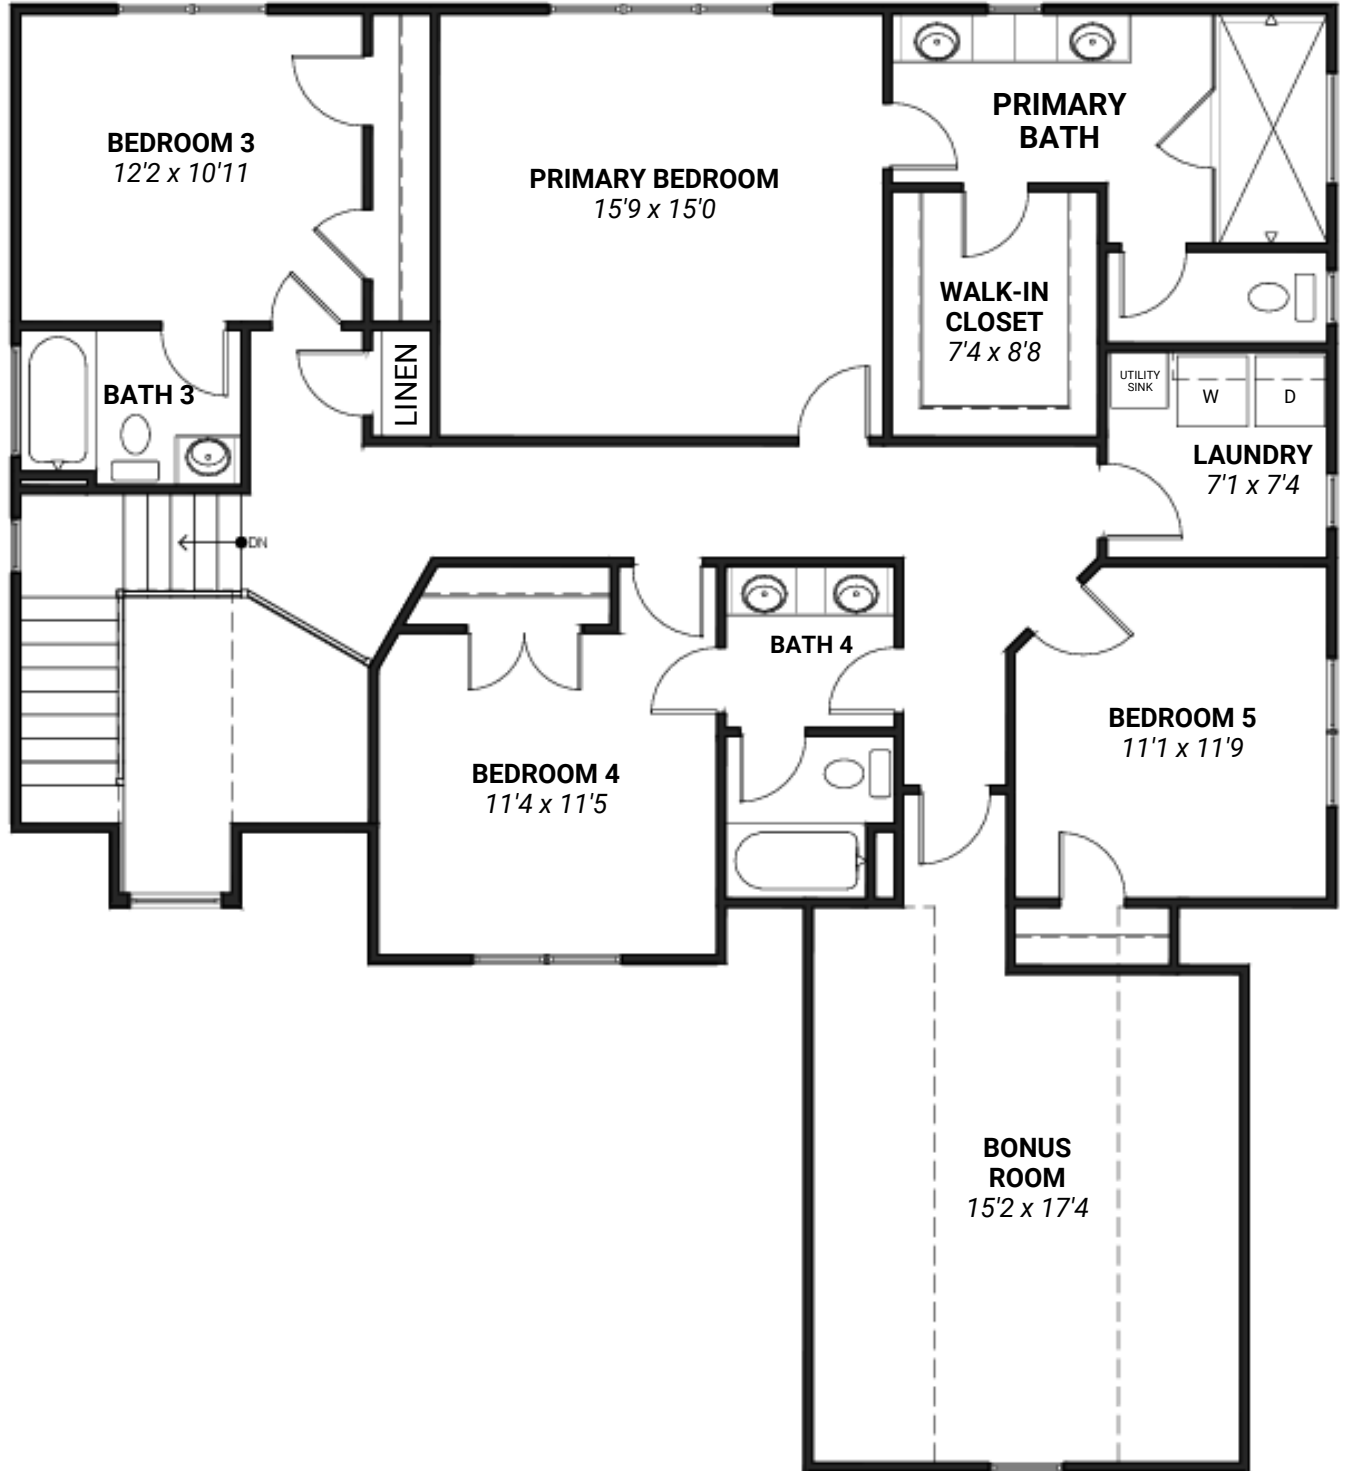 BEDROOM 3
12'2 x 10'11
PRIMARY BEDROOM
15'9 x 15'0
PRIMARY
BATH
WALK-IN
CLOSET
7'4 x 8'8
LINEN
BATH 3
UTILITY
SINK
W
D
LAUNDRY
7'1 x 7'4
DN
BATH 4
BEDROOM 4
11'4 x 11'5
BEDROOM 5
11'1 x 11'9
BONUS
ROOM
15'2 x 17'4